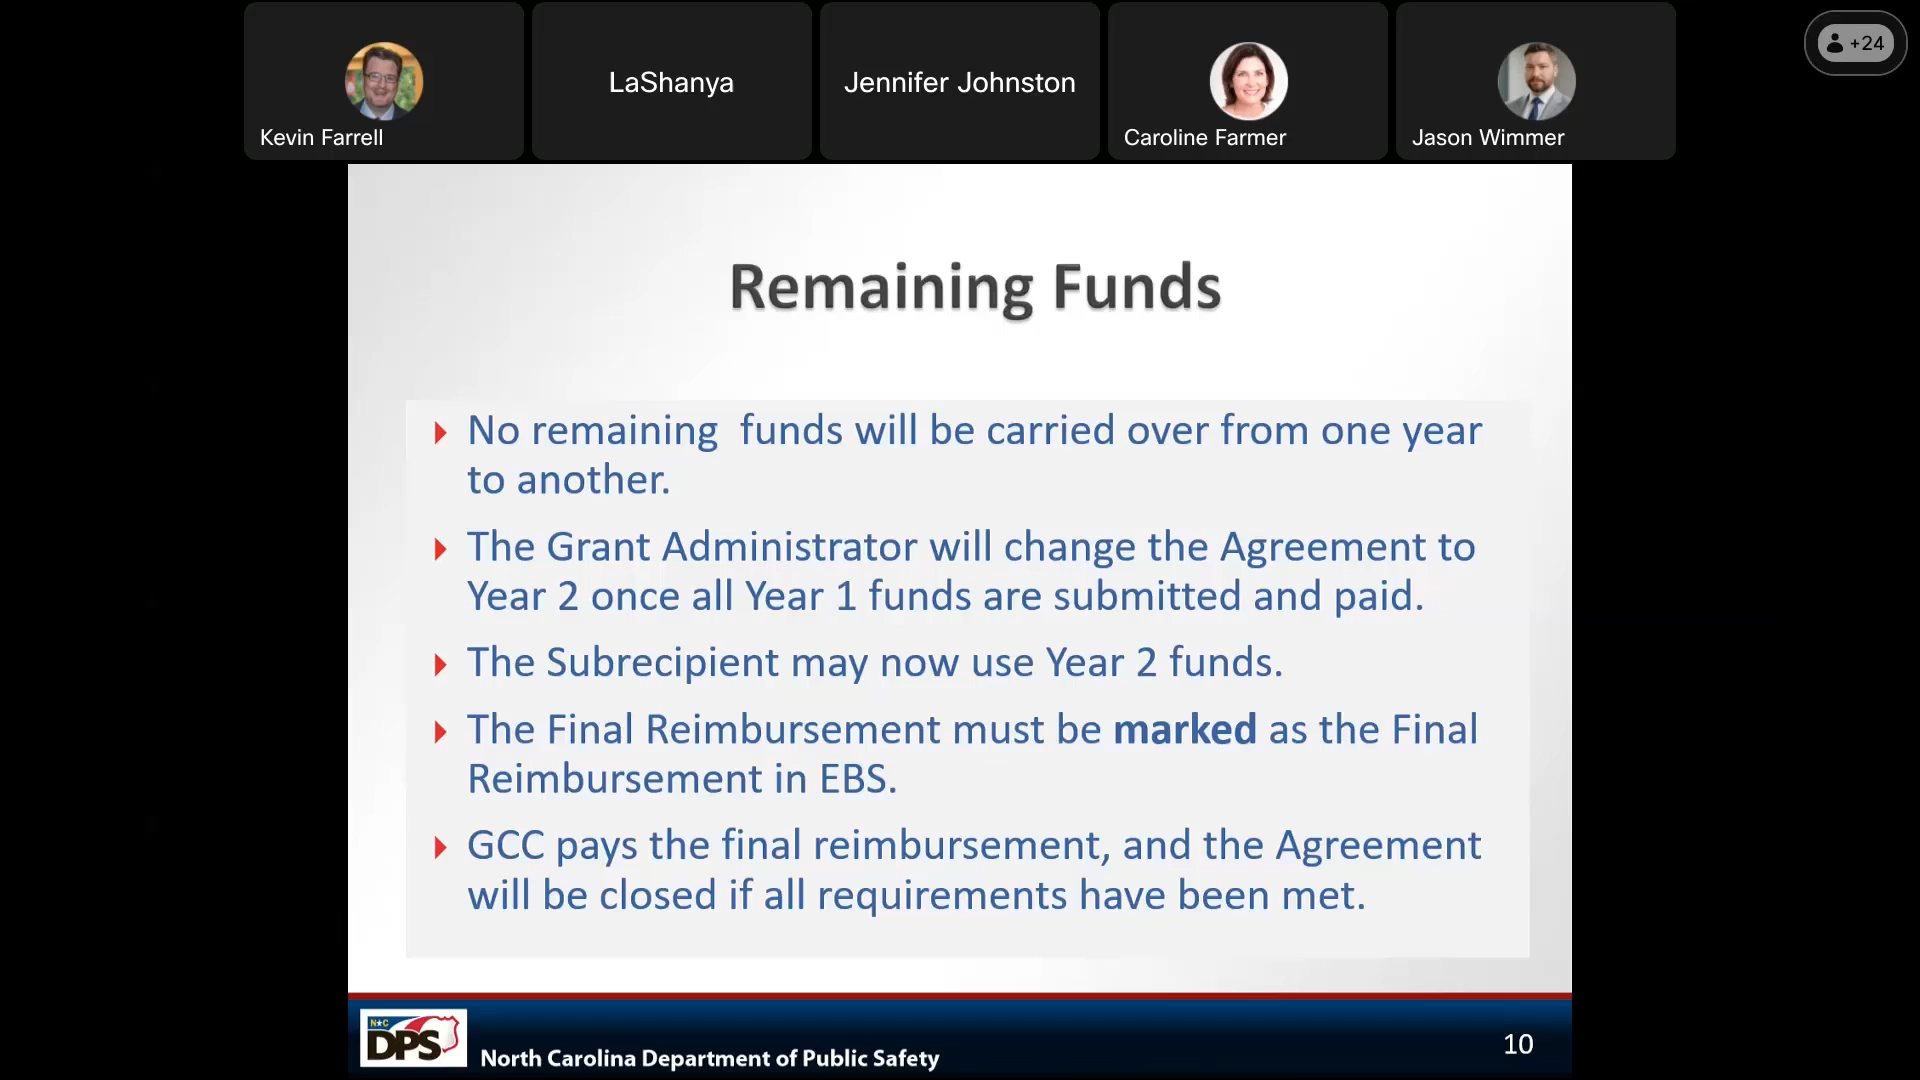 Kevin Farrell
LaShanya
Jennifer Johnston
Caroline Farmer
Jason Wimmer
+24
Remaining Funds
No remaining  funds will be carried over from one year
to another.
The Grant Administrator will change the Agreement to
Year 2 once all Year 1 funds are submitted and paid.
The Subrecipient may now use Year 2 funds.
The Final Reimbursement must be marked as the Final
Reimbursement in EBS.
GCC pays the final reimbursement, and the Agreement
will be closed if all requirements have been met.
N★C
DPS
North Carolina Department of Public Safety
10